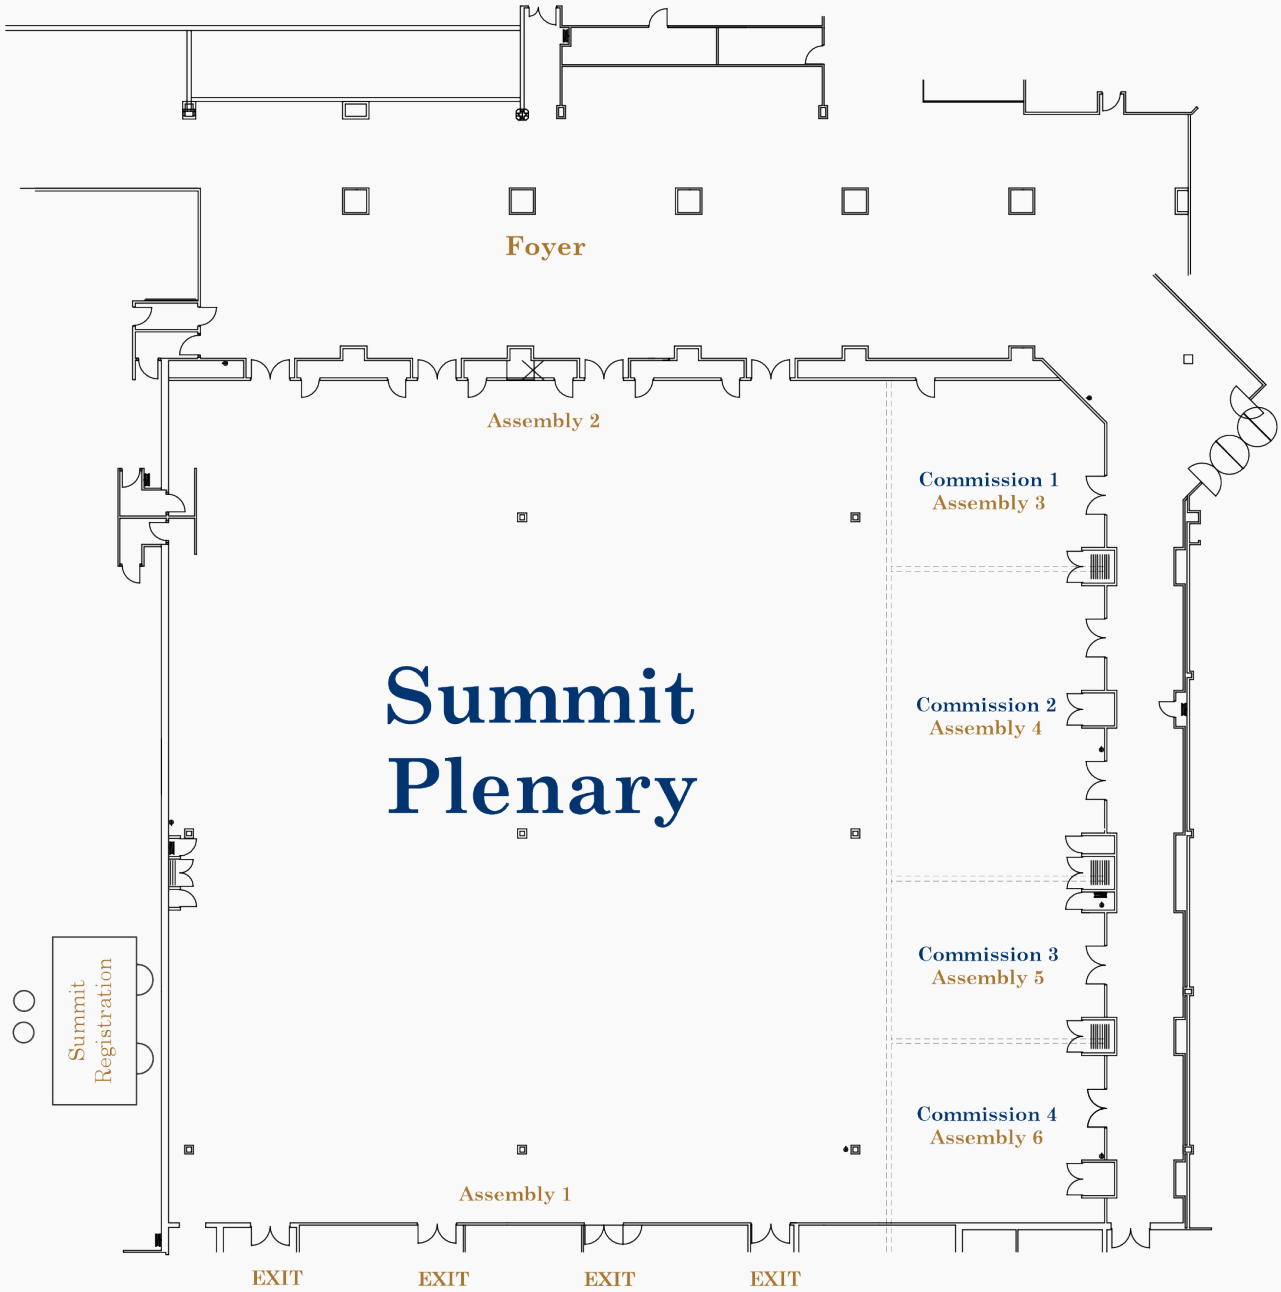 Foyer
Assembly 2
Commission 1
Assembly 3
Summit
Plenary
Commission 2
Assembly 4
Commission 3
Assembly 5
Summit
Registration
Commission 4
Assembly 6
Assembly 1
EXIT
EXIT
EXIT
EXIT